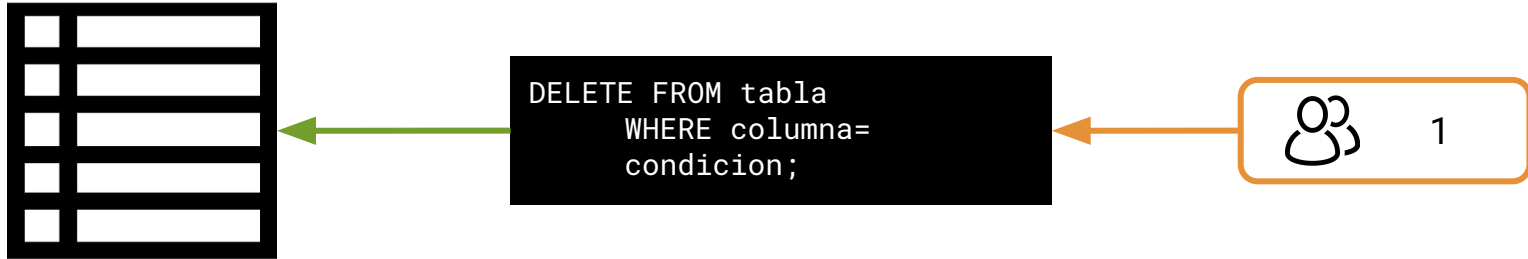 DELETE FROM tabla
WHERE columna=
condicion;
1